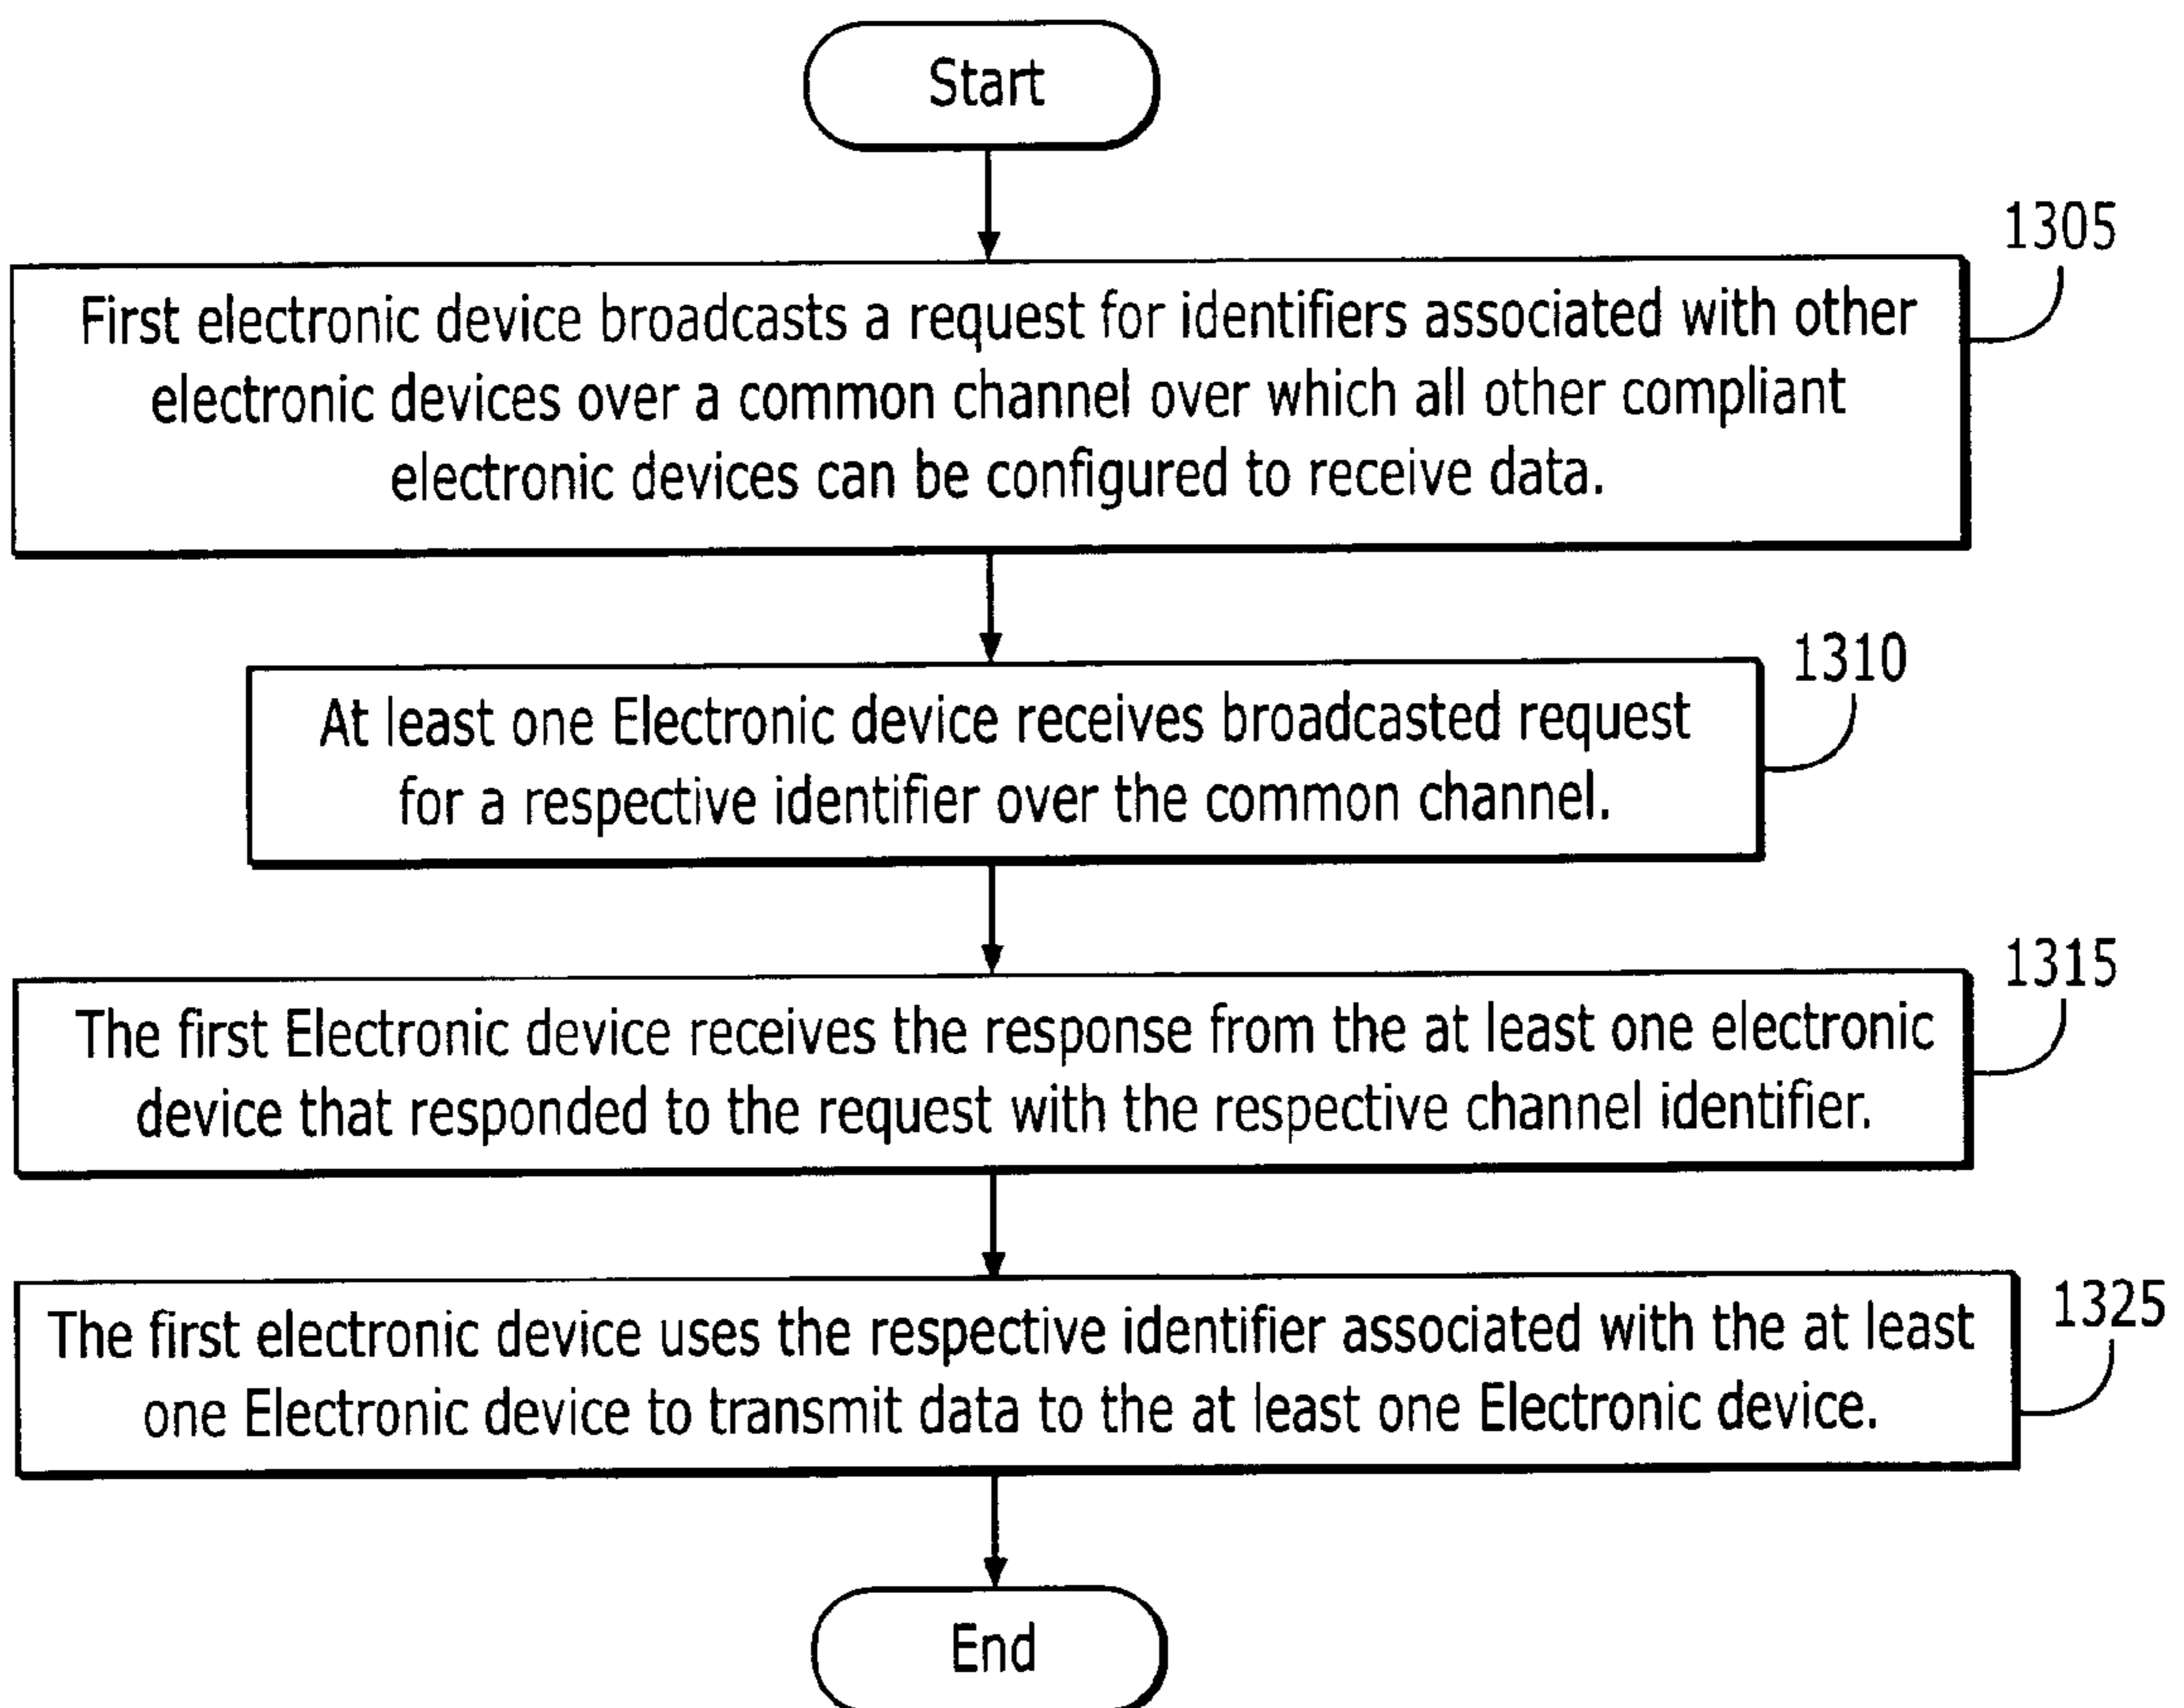 Start
1305
First electronic device broadcasts a request for identifiers associated with other
electronic devices over a common channel over which all other compliant
electronic devices can be configured to receive data.
1310
At least one Electronic device receives broadcasted request
for a respective identifier over the common channel.
1315
The first Electronic device receives the response from the at least one electronic
device that responded to the request with the respective channel identifier.
1325
The first electronic device uses the respective identifier associated with the at least
one Electronic device to transmit data to the at least one Electronic device.
End